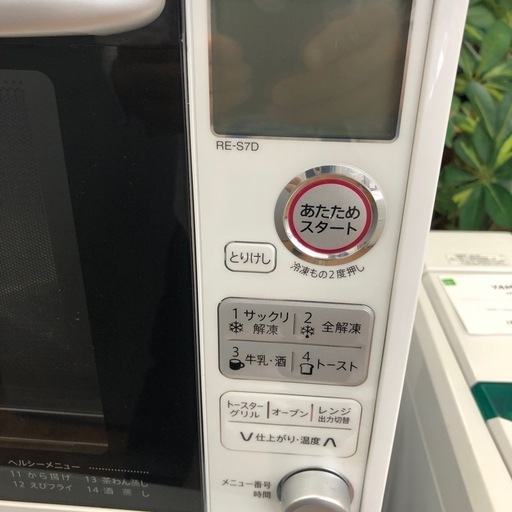 RE-S7D
あたため
スタート
とりけし
冷凍もの2度押し
1 サックリ 解凍
2 全解凍
3 牛乳・酒
4 トースト
トースター グリル
オーブン
レンジ 出力切替
∨仕上がり・温度∧
メニュー番号
時間
ヘルシーメニュー
11 から揚げ 13 茶わん蒸し
12 えびフライ 14 酒蒸し
YAM